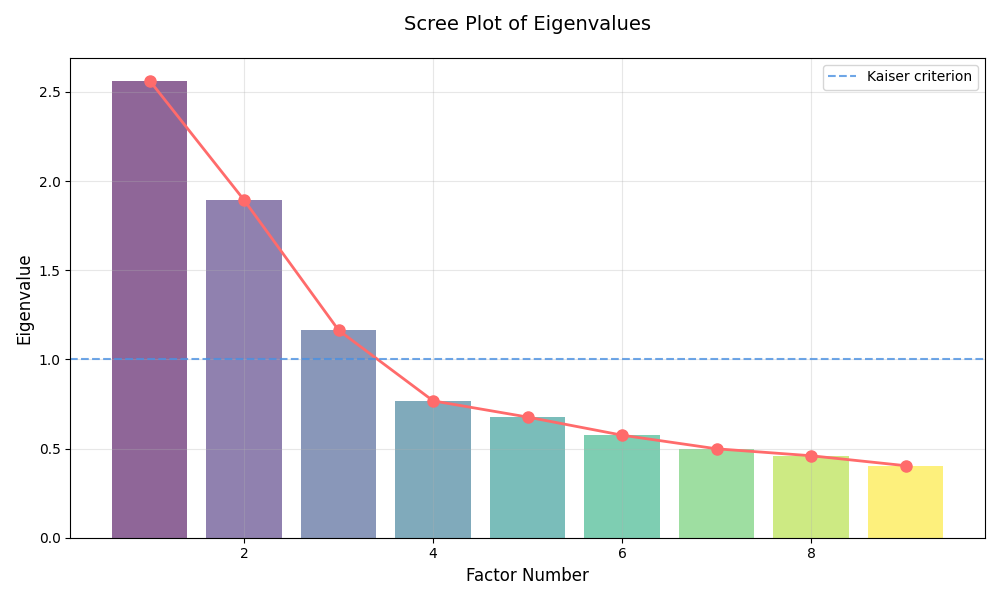 Scree Plot of Eigenvalues
Kaiser criterion
Eigenvalue
2.5
2.0
1.5
1.0
0.5
0.0
2
4
6
8
Factor Number